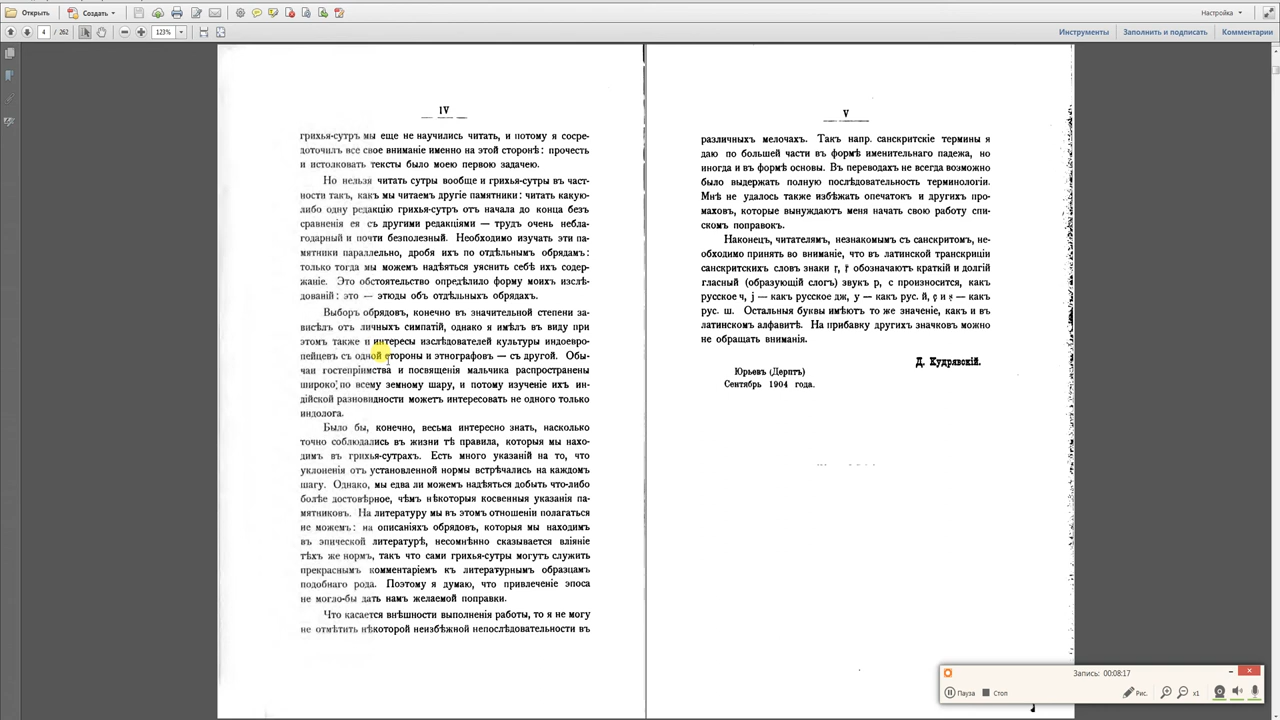 Открыть
Создать
Настройка
4 / 262
123%
Инструменты
Заполнить и подписать
Комментарии
IV
грихья-сутръ мы еще не научились читать, и потому я сосре-
доточилъ все свое вниманіе именно на этой сторонѣ: прочесть
и истолковать тексты было моею первою задачею.
Но нельзя читать сутры вообще и грихья-сутры въ част-
ности такъ, какъ мы читаемъ другіе памятники: читать какую-
либо одну редакцію грихья-сутръ отъ начала до конца безъ
сравненія ея съ другими редакціями — трудъ очень небла-
годарный и почти безполезный. Необходимо изучать эти па-
мятники параллельно, дробя ихъ по отдѣльнымъ обрядамъ:
только тогда мы можемъ надѣяться уяснить себѣ ихъ содер-
жаніе. Это обстоятельство опредѣлило форму моихъ изслѣ-
дованій: это — этюды объ отдѣльныхъ обрядахъ.
Выборъ обрядовъ, конечно въ значительной степени за-
висѣлъ отъ личныхъ симпатій, однако я имѣлъ въ виду при
этомъ также и интересы изслѣдователей культуры индоевро-
пейцевъ съ одной стороны и этнографовъ — съ другой. Обы-
чаи гостепріимства и посвященія мальчика распространены
широко по всему земному шару, и потому изученіе ихъ ин-
дійской разновидности можетъ интересовать не одного только
индолога.
Было бы, конечно, весьма интересно знать, насколько
точно соблюдались въ жизни тѣ правила, которыя мы нахо-
димъ въ грихья-сутрахъ. Есть много указаній на то, что
уклоненія отъ установленной нормы встрѣчались на каждомъ
шагу. Однако, мы едва ли можемъ надѣяться добыть что-либо
болѣе достовѣрное, чѣмъ нѣкоторыя косвенныя указанія па-
мятниковъ. На литературу мы въ этомъ отношеніи полагаться
не можемъ: на описаніяхъ обрядовъ, которыя мы находимъ
въ эпической литературѣ, несомнѣнно сказывается вліяніе
тѣхъ же нормъ, такъ что сами грихья-сутры могутъ служить
прекраснымъ комментаріемъ къ литературнымъ образцамъ
подобнаго рода. Поэтому я думаю, что привлеченіе эпоса
не могло-бы дать намъ желаемой поправки.
Что касается внѣшности выполненія работы, то я не могу
не отмѣтить нѣкоторой неизбѣжной непослѣдовательности въ
V
различныхъ мелочахъ. Такъ напр. санскритскіе термины я
даю по большей части въ формѣ именительнаго падежа, но
иногда и въ формѣ основы. Въ переводахъ не всегда возможно
было выдержать полную послѣдовательность терминологіи.
Мнѣ не удалось также избѣжать опечатокъ и другихъ про-
маховъ, которые вынуждаютъ меня начать свою работу спи-
скомъ поправокъ.
Наконецъ, читателямъ, незнакомымъ съ санскритомъ, не-
обходимо принять во вниманіе, что въ латинской транскрипціи
санскритскихъ словъ знаки ṛ, ṝ обозначаютъ краткій и долгій
гласный (образующій слогъ) звукъ р, c произносится, какъ
русское ч, j — какъ русское дж, y — какъ рус. й, ç и ṣ — какъ
рус. ш. Остальныя буквы имѣютъ то же значеніе, какъ и въ
латинскомъ алфавитѣ. На прибавку другихъ значковъ можно
не обращать вниманія.
Д. Кудрявскій.
Юрьевъ (Дерптъ)
Сентябрь 1904 года.
Запись: 00:08:17
Пауза
Стоп
Рис.
x1